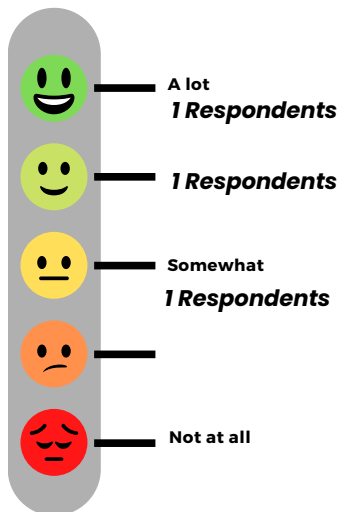 A lot
1 Respondents
1 Respondents
Somewhat
1 Respondents
Not at all